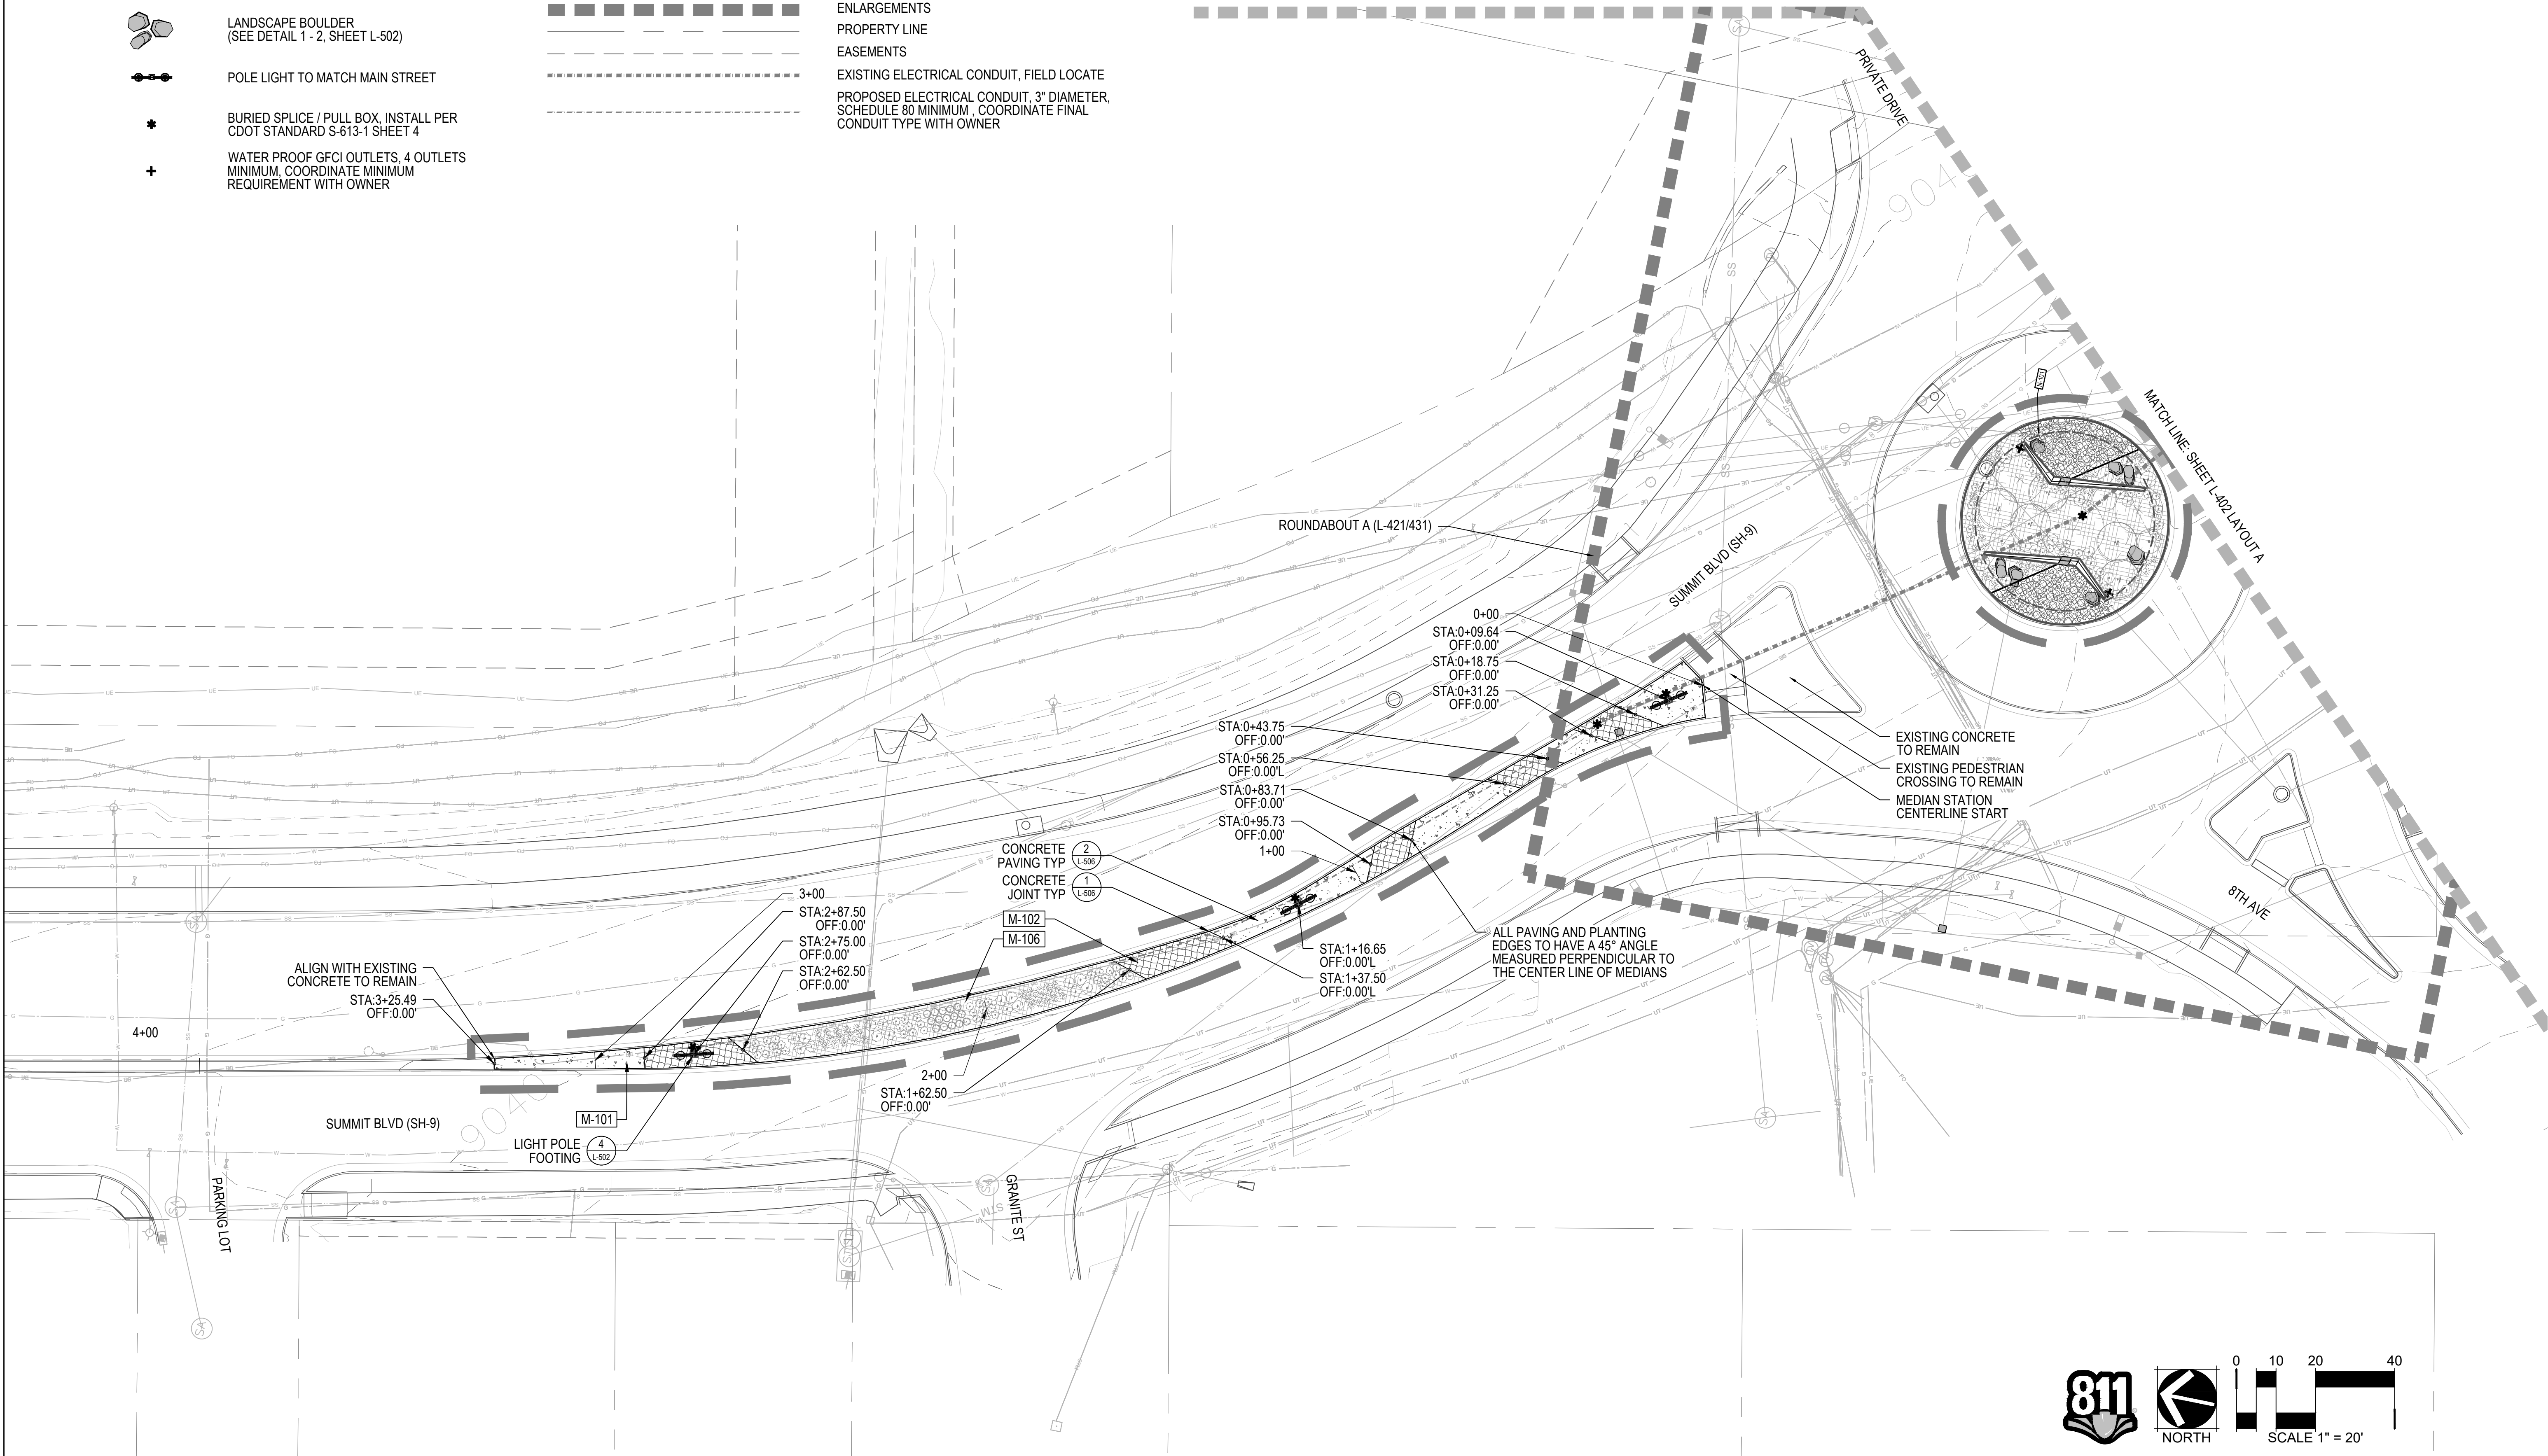 LANDSCAPE BOULDER
(SEE DETAIL 1 - 2, SHEET L-502)
POLE LIGHT TO MATCH MAIN STREET
BURIED SPLICE / PULL BOX, INSTALL PER
CDOT STANDARD S-613-1 SHEET 4
WATER PROOF GFCI OUTLETS, 4 OUTLETS
MINIMUM, COORDINATE MINIMUM
REQUIREMENT WITH OWNER
ENLARGEMENTS
PROPERTY LINE
EASEMENTS
EXISTING ELECTRICAL CONDUIT, FIELD LOCATE
PROPOSED ELECTRICAL CONDUIT, 3" DIAMETER,
SCHEDULE 80 MINIMUM , COORDINATE FINAL
CONDUIT TYPE WITH OWNER
PRIVATE DRIVE
904
N-101
MATCH LINE: SHEET L-402 LAYOUT A
ROUNDABOUT A (L-421/431)
SUMMIT BLVD (SH-9)
0+00
STA:0+09.64
OFF:0.00'
STA:0+18.75
OFF:0.00'
STA:0+31.25
OFF:0.00'
STA:0+43.75
OFF:0.00'
STA:0+56.25
OFF:0.00'L
STA:0+83.71
OFF:0.00'
STA:0+95.73
OFF:0.00'
1+00
EXISTING CONCRETE
TO REMAIN
EXISTING PEDESTRIAN
CROSSING TO REMAIN
MEDIAN STATION
CENTERLINE START
CONCRETE
PAVING TYP
2
L-506
CONCRETE
JOINT TYP
1
L-506
M-102
M-106
3+00
STA:2+87.50
OFF:0.00'
STA:2+75.00
OFF:0.00'
STA:2+62.50
OFF:0.00'
ALIGN WITH EXISTING
CONCRETE TO REMAIN
STA:3+25.49
OFF:0.00'
4+00
STA:1+16.65
OFF:0.00'L
STA:1+37.50
OFF:0.00'L
ALL PAVING AND PLANTING
EDGES TO HAVE A 45° ANGLE
MEASURED PERPENDICULAR TO
THE CENTER LINE OF MEDIANS
8TH AVE
2+00
STA:1+62.50
OFF:0.00'
M-101
LIGHT POLE
FOOTING
4
L-502
SUMMIT BLVD (SH-9)
9040
PARKING LOT
GRANITE ST
STM
811
NORTH
0 10 20 40
SCALE 1" = 20'